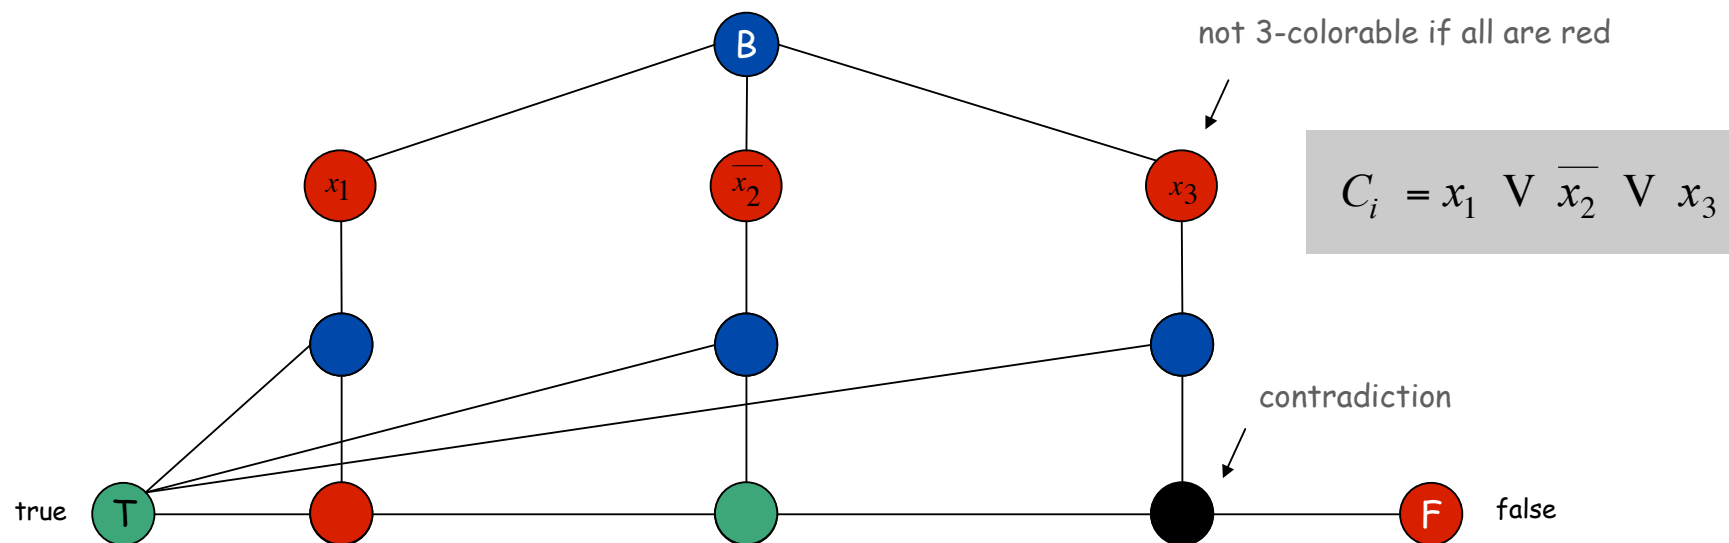 B
not 3-colorable if all are red
x₁
x̅₂
x₃
Cᵢ = x₁ V x̅₂ V x₃
contradiction
true
T
F
false